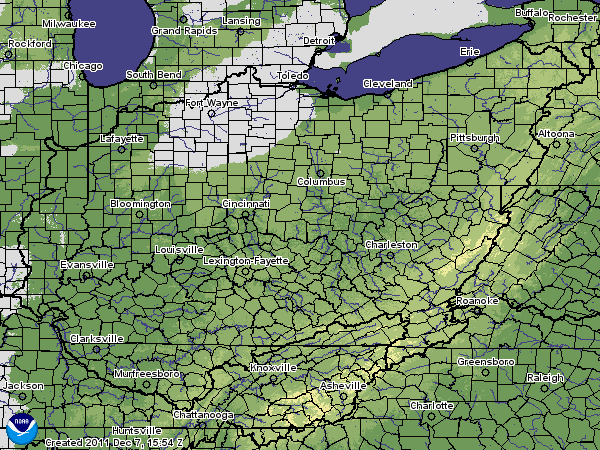 Milwaukee
Lansing
Grand Rapids
Buffalo
Rochester
Rockford
Detroit
Erie
Chicago
South Bend
Toledo
Cleveland
Fort Wayne
Lafayette
Pittsburgh
Altoona
Columbus
Bloomington
Cincinnati
Louisville
Charleston
Evansville
Lexington-Fayette
Roanoke
Clarksville
Greensboro
Murfreesboro
Knoxville
Raleigh
Jackson
Asheville
Chattanooga
Charlotte
NOAA
Huntsville
Created 2011 Dec 7, 15:54 Z